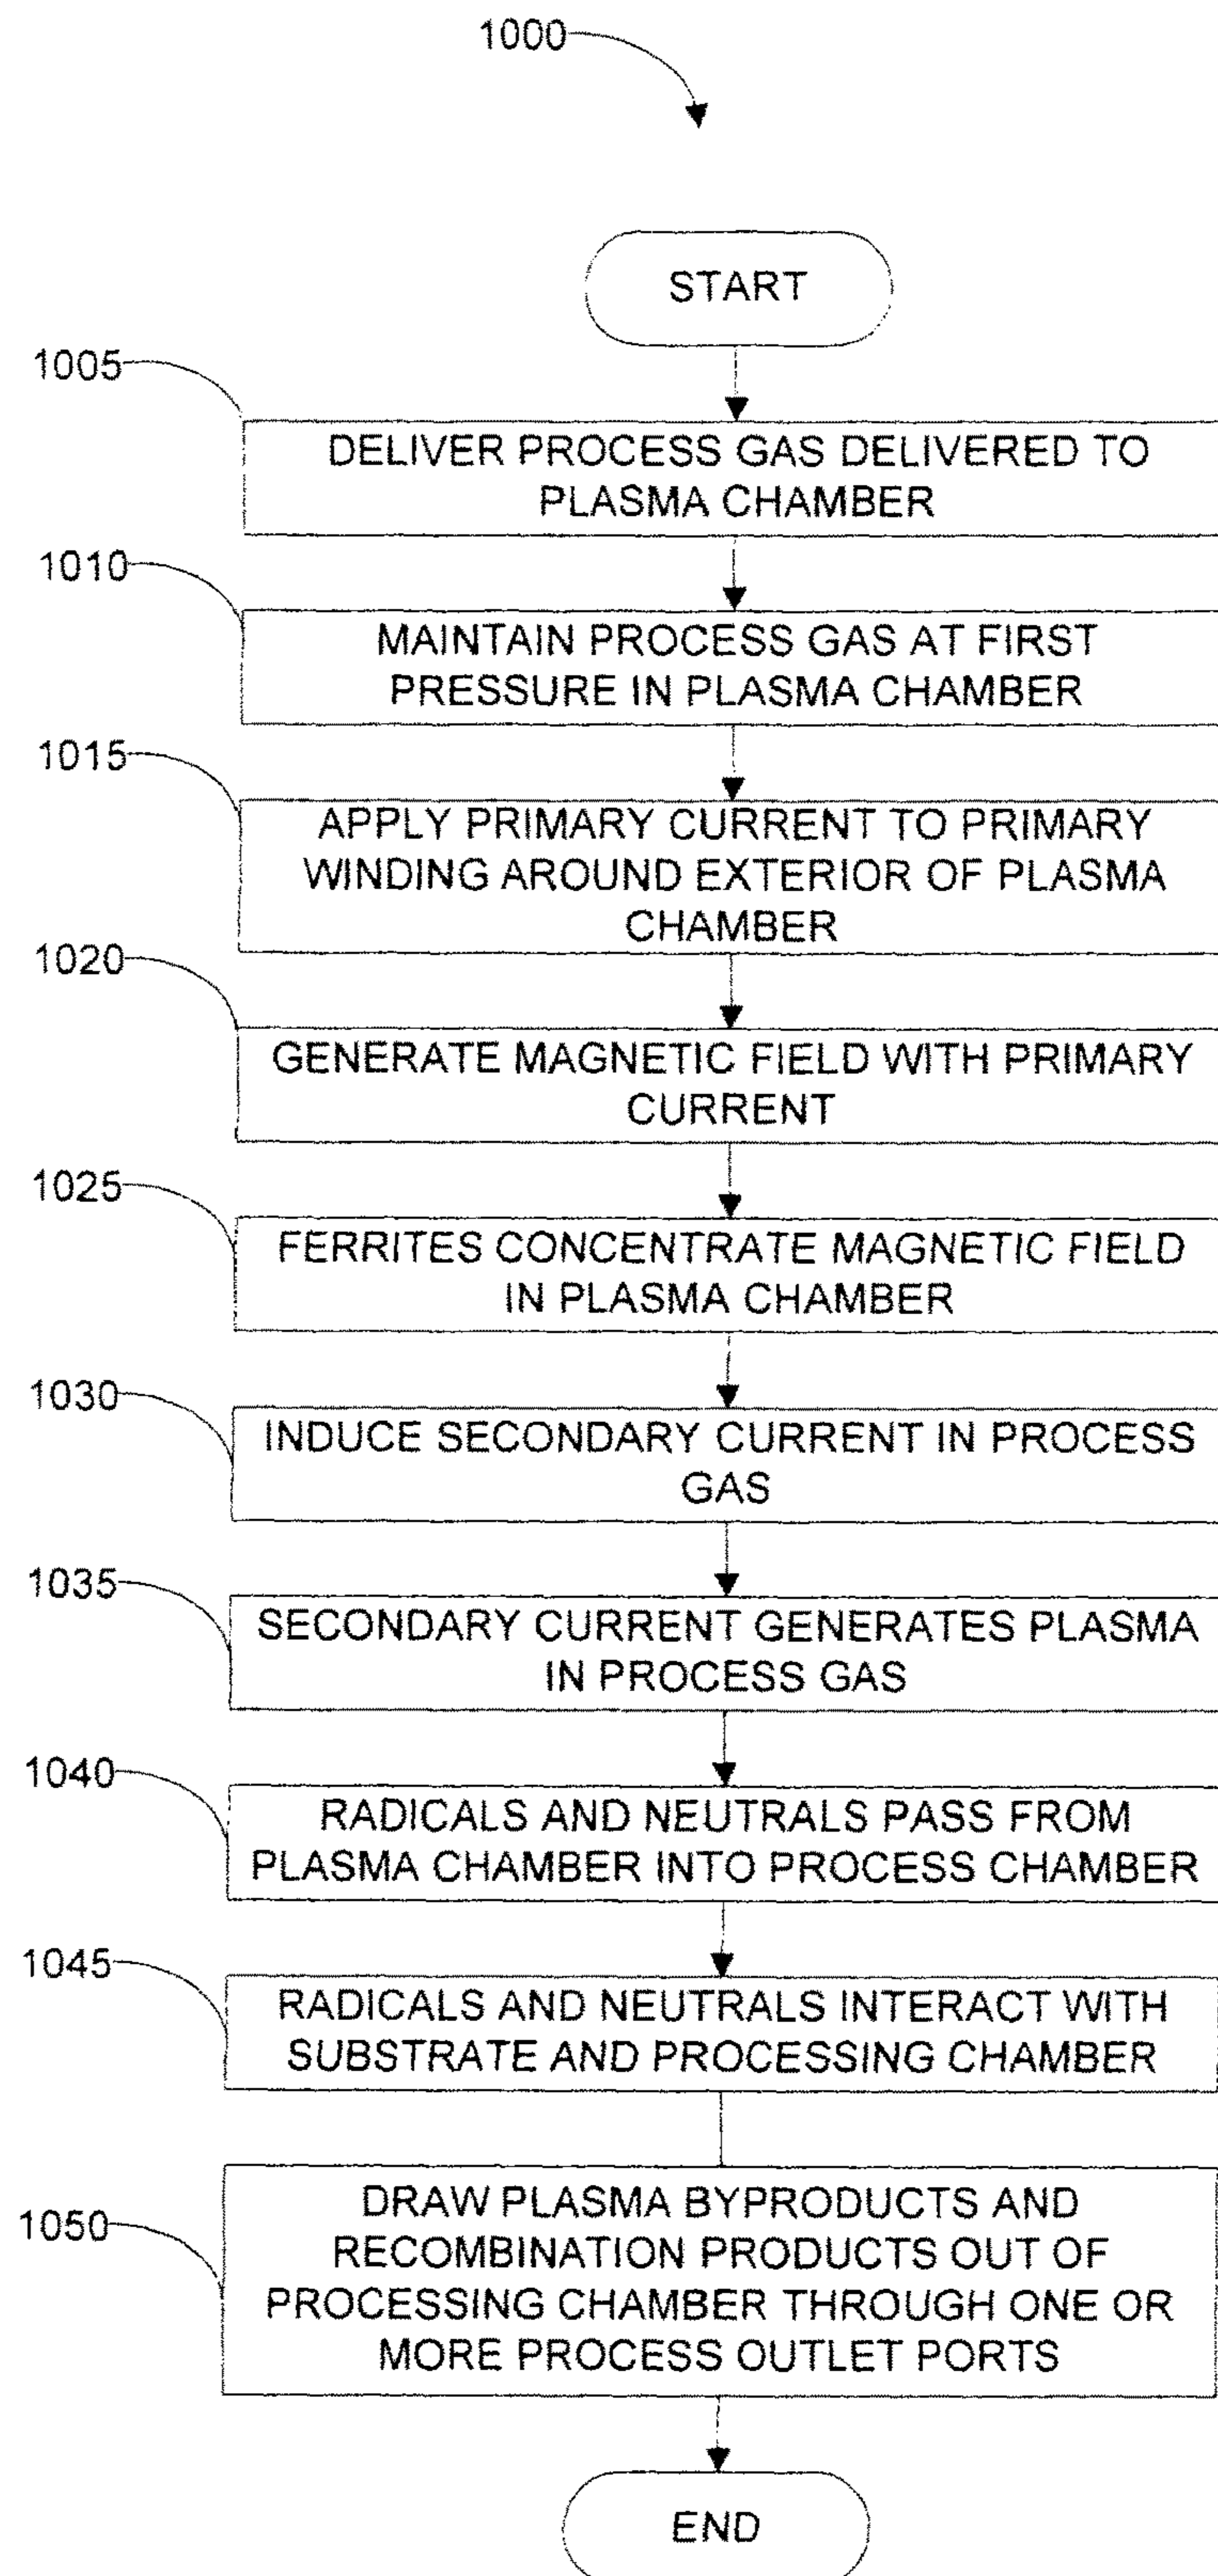 1000
START
1005
DELIVER PROCESS GAS DELIVERED TO
PLASMA CHAMBER
1010
MAINTAIN PROCESS GAS AT FIRST
PRESSURE IN PLASMA CHAMBER
1015
APPLY PRIMARY CURRENT TO PRIMARY
WINDING AROUND EXTERIOR OF PLASMA
CHAMBER
1020
GENERATE MAGNETIC FIELD WITH PRIMARY
CURRENT
1025
FERRITES CONCENTRATE MAGNETIC FIELD
IN PLASMA CHAMBER
1030
INDUCE SECONDARY CURRENT IN PROCESS
GAS
1035
SECONDARY CURRENT GENERATES PLASMA
IN PROCESS GAS
1040
RADICALS AND NEUTRALS PASS FROM
PLASMA CHAMBER INTO PROCESS CHAMBER
1045
RADICALS AND NEUTRALS INTERACT WITH
SUBSTRATE AND PROCESSING CHAMBER
1050
DRAW PLASMA BYPRODUCTS AND
RECOMBINATION PRODUCTS OUT OF
PROCESSING CHAMBER THROUGH ONE OR
MORE PROCESS OUTLET PORTS
END